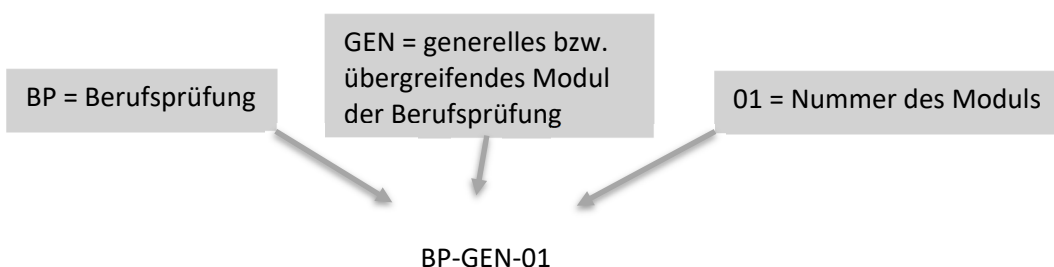 BP = Berufsprüfung
GEN = generelles bzw.
übergreifendes Modul
der Berufsprüfung
01 = Nummer des Moduls
BP-GEN-01